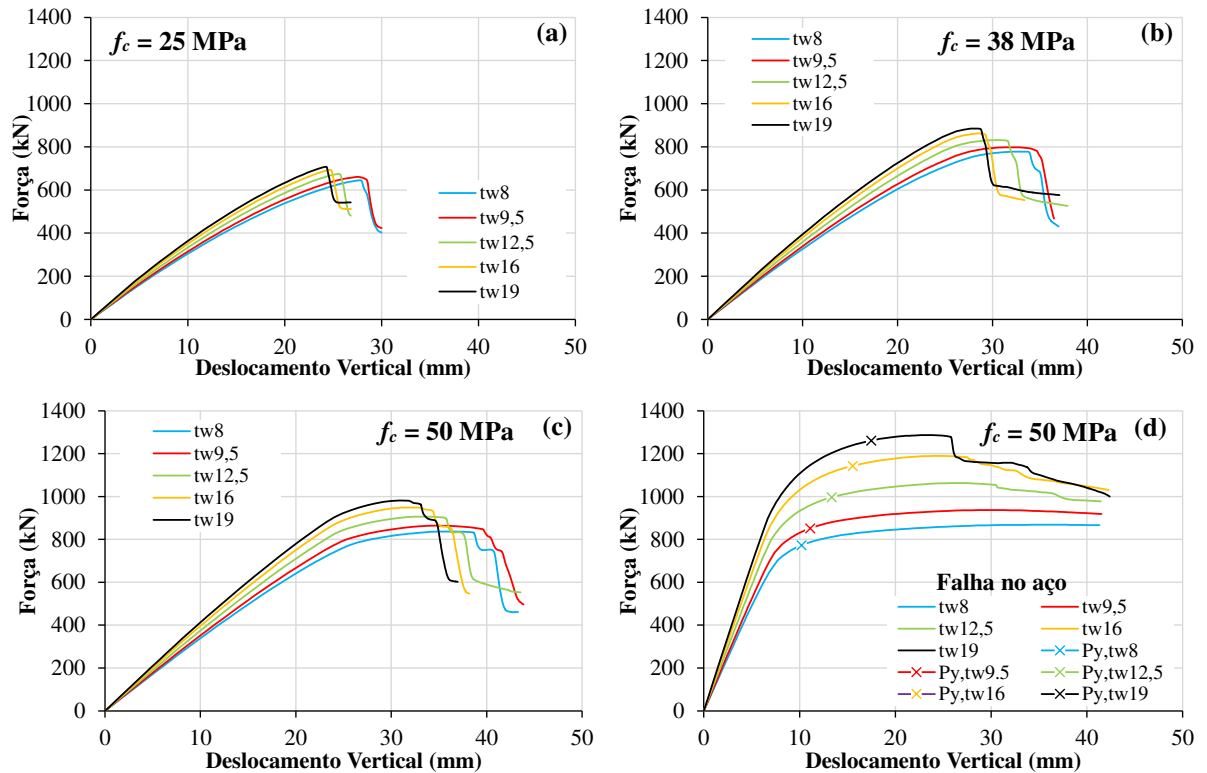 (a)
f_c = 25 MPa
1400
1200
1000
800
600
400
200
0
Força (kN)
tw8
tw9,5
tw12,5
tw16
tw19
0 10 20 30 40 50
Deslocamento Vertical (mm)
(b)
f_c = 38 MPa
1400
1200
1000
800
600
400
200
0
Força (kN)
tw8
tw9,5
tw12,5
tw16
tw19
0 10 20 30 40 50
Deslocamento Vertical (mm)
(c)
f_c = 50 MPa
1400
1200
1000
800
600
400
200
0
Força (kN)
tw8
tw9,5
tw12,5
tw16
tw19
0 10 20 30 40 50
Deslocamento Vertical (mm)
(d)
f_c = 50 MPa
1400
1200
1000
800
600
400
200
0
Força (kN)
Falha no aço
tw8 tw9,5
tw12,5 tw16
tw19 Py,tw8
Py,tw9.5 Py,tw12,5
Py,tw16 Py,tw19
0 10 20 30 40 50
Deslocamento Vertical (mm)